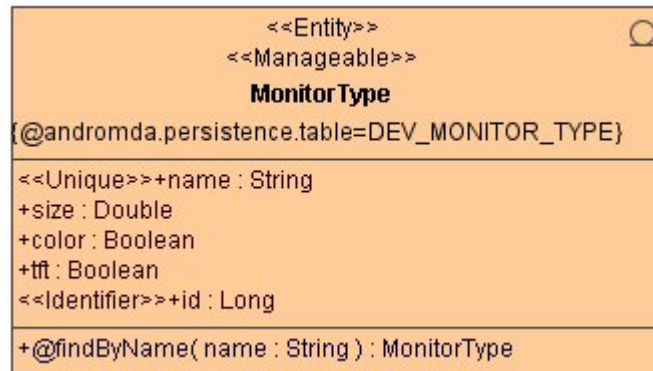 <<Entity>>
<<Manageable>>
MonitorType
{@andromda.persistence.table=DEV_MONITOR_TYPE}
<<Unique>>+name : String
+size : Double
+color : Boolean
+tft : Boolean
<<Identifier>>+id : Long
+@findByName( name : String ) : MonitorType